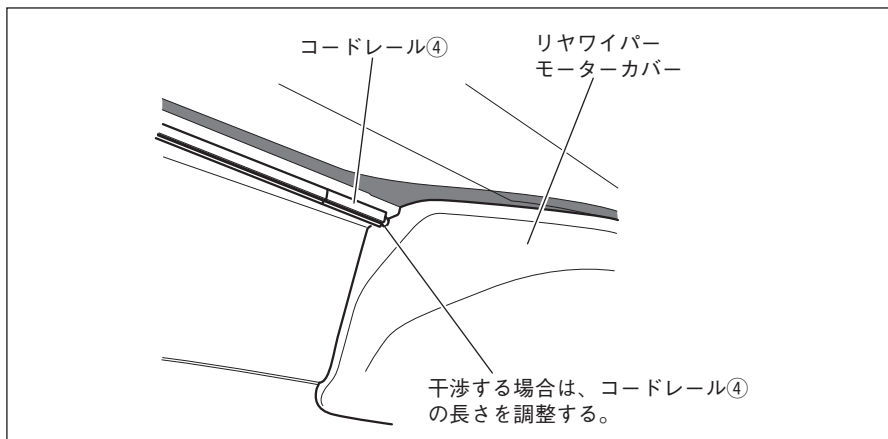 コードレール④
リヤワイパー
モーターカバー
干渉する場合は、コードレール④
の長さを調整する。